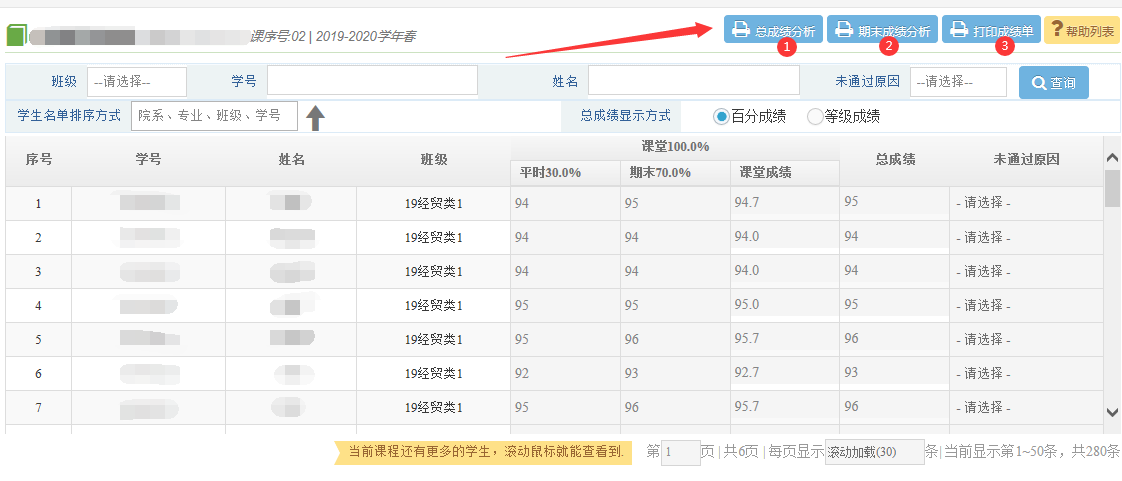 课序号:02 | 2019-2020学年春 总成绩分析 期末成绩分析 打印成绩单 帮助列表
1 2 3
班级 --请选择-- 学号 姓名 未通过原因 --请选择-- 查询
学生名单排序方式 院系、专业、班级、学号 总成绩显示方式 百分成绩 等级成绩
序号 学号 姓名 班级 课堂100.0% 总成绩 未通过原因
平时30.0% 期末70.0% 课堂成绩
1 19经贸类1 94 95 94.7 95 - 请选择 -
2 19经贸类1 94 94 94.0 94 - 请选择 -
3 19经贸类1 94 94 94.0 94 - 请选择 -
4 19经贸类1 95 95 95.0 95 - 请选择 -
5 19经贸类1 95 96 95.7 96 - 请选择 -
6 19经贸类1 92 93 92.7 93 - 请选择 -
7 19经贸类1 95 96 95.7 96 - 请选择 -
当前课程还有更多的学生，滚动鼠标就能查看到. 第 1 页 | 共6页 | 每页显示 滚动加载(30) 条| 当前显示第1~50条，共280条